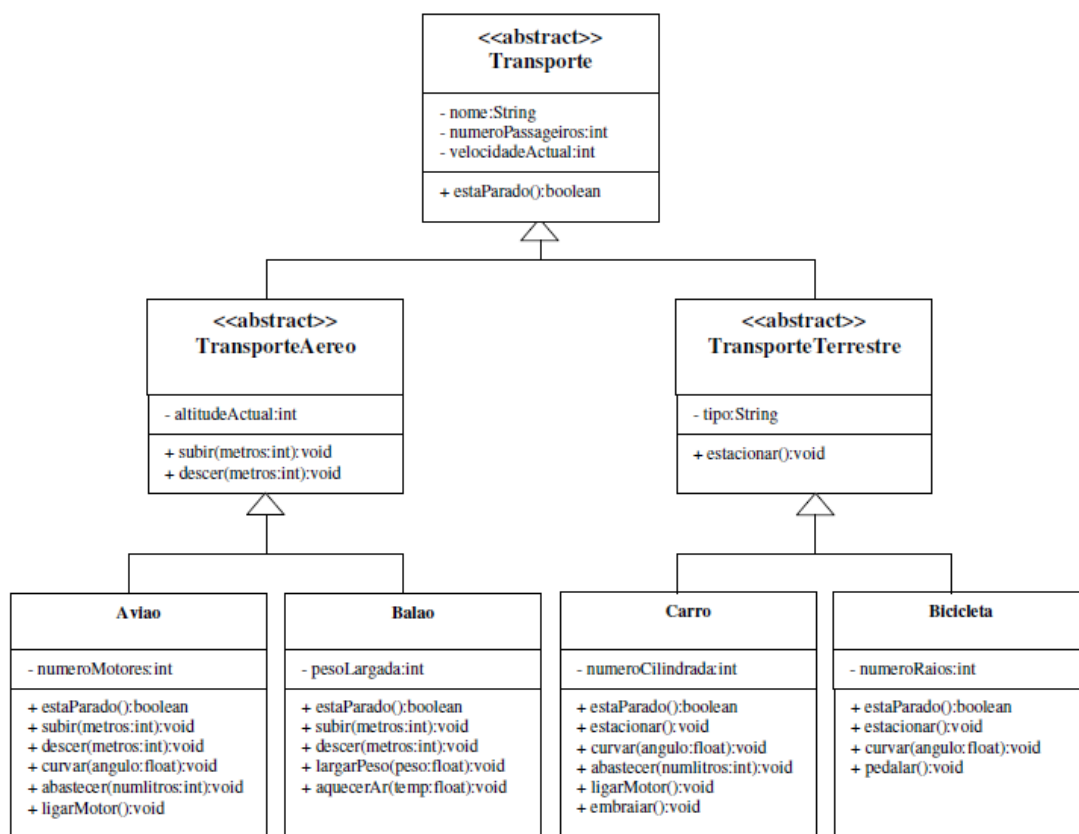 <<abstract>>
Transporte
- nome:String
- numeroPassageiros:int
- velocidadeActual:int
+ estaParado():boolean
<<abstract>>
TransporteAereo
- altitudeActual:int
+ subir(metros:int):void
+ descer(metros:int):void
<<abstract>>
TransporteTerrestre
- tipo:String
+ estacionar():void
Aviao
- numeroMotores:int
+ estaParado():boolean
+ subir(metros:int):void
+ descer(metros:int):void
+ curvar(angulo:float):void
+ abastecer(numlitros:int):void
+ ligarMotor():void
Balao
- pesoLargada:int
+ estaParado():boolean
+ subir(metros:int):void
+ descer(metros:int):void
+ largarPeso(peso:float):void
+ aquecerAr(temp:float):void
Carro
- numeroCilindrada:int
+ estaParado():boolean
+ estacionar():void
+ curvar(angulo:float):void
+ abastecer(numlitros:int):void
+ ligarMotor():void
+ embraiar():void
Bicicleta
- numeroRaios:int
+ estaParado():boolean
+ estacionar():void
+ curvar(angulo:float):void
+ pedalar():void